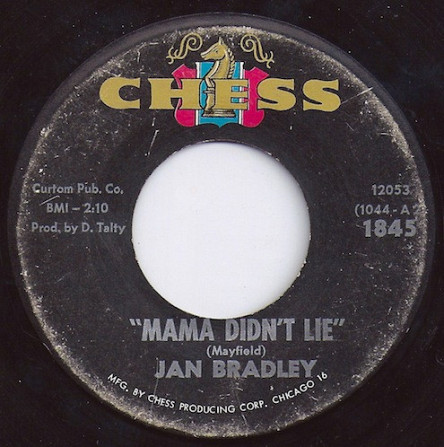 CHESS
Curtom Pub. Co.
BMI - 2:10
Prod. by D. Talty
12053
(1044 - A
1845
"MAMA DIDN'T LIE"
(Mayfield)
JAN BRADLEY
MFG. BY CHESS PRODUCING CORP. CHICAGO 16